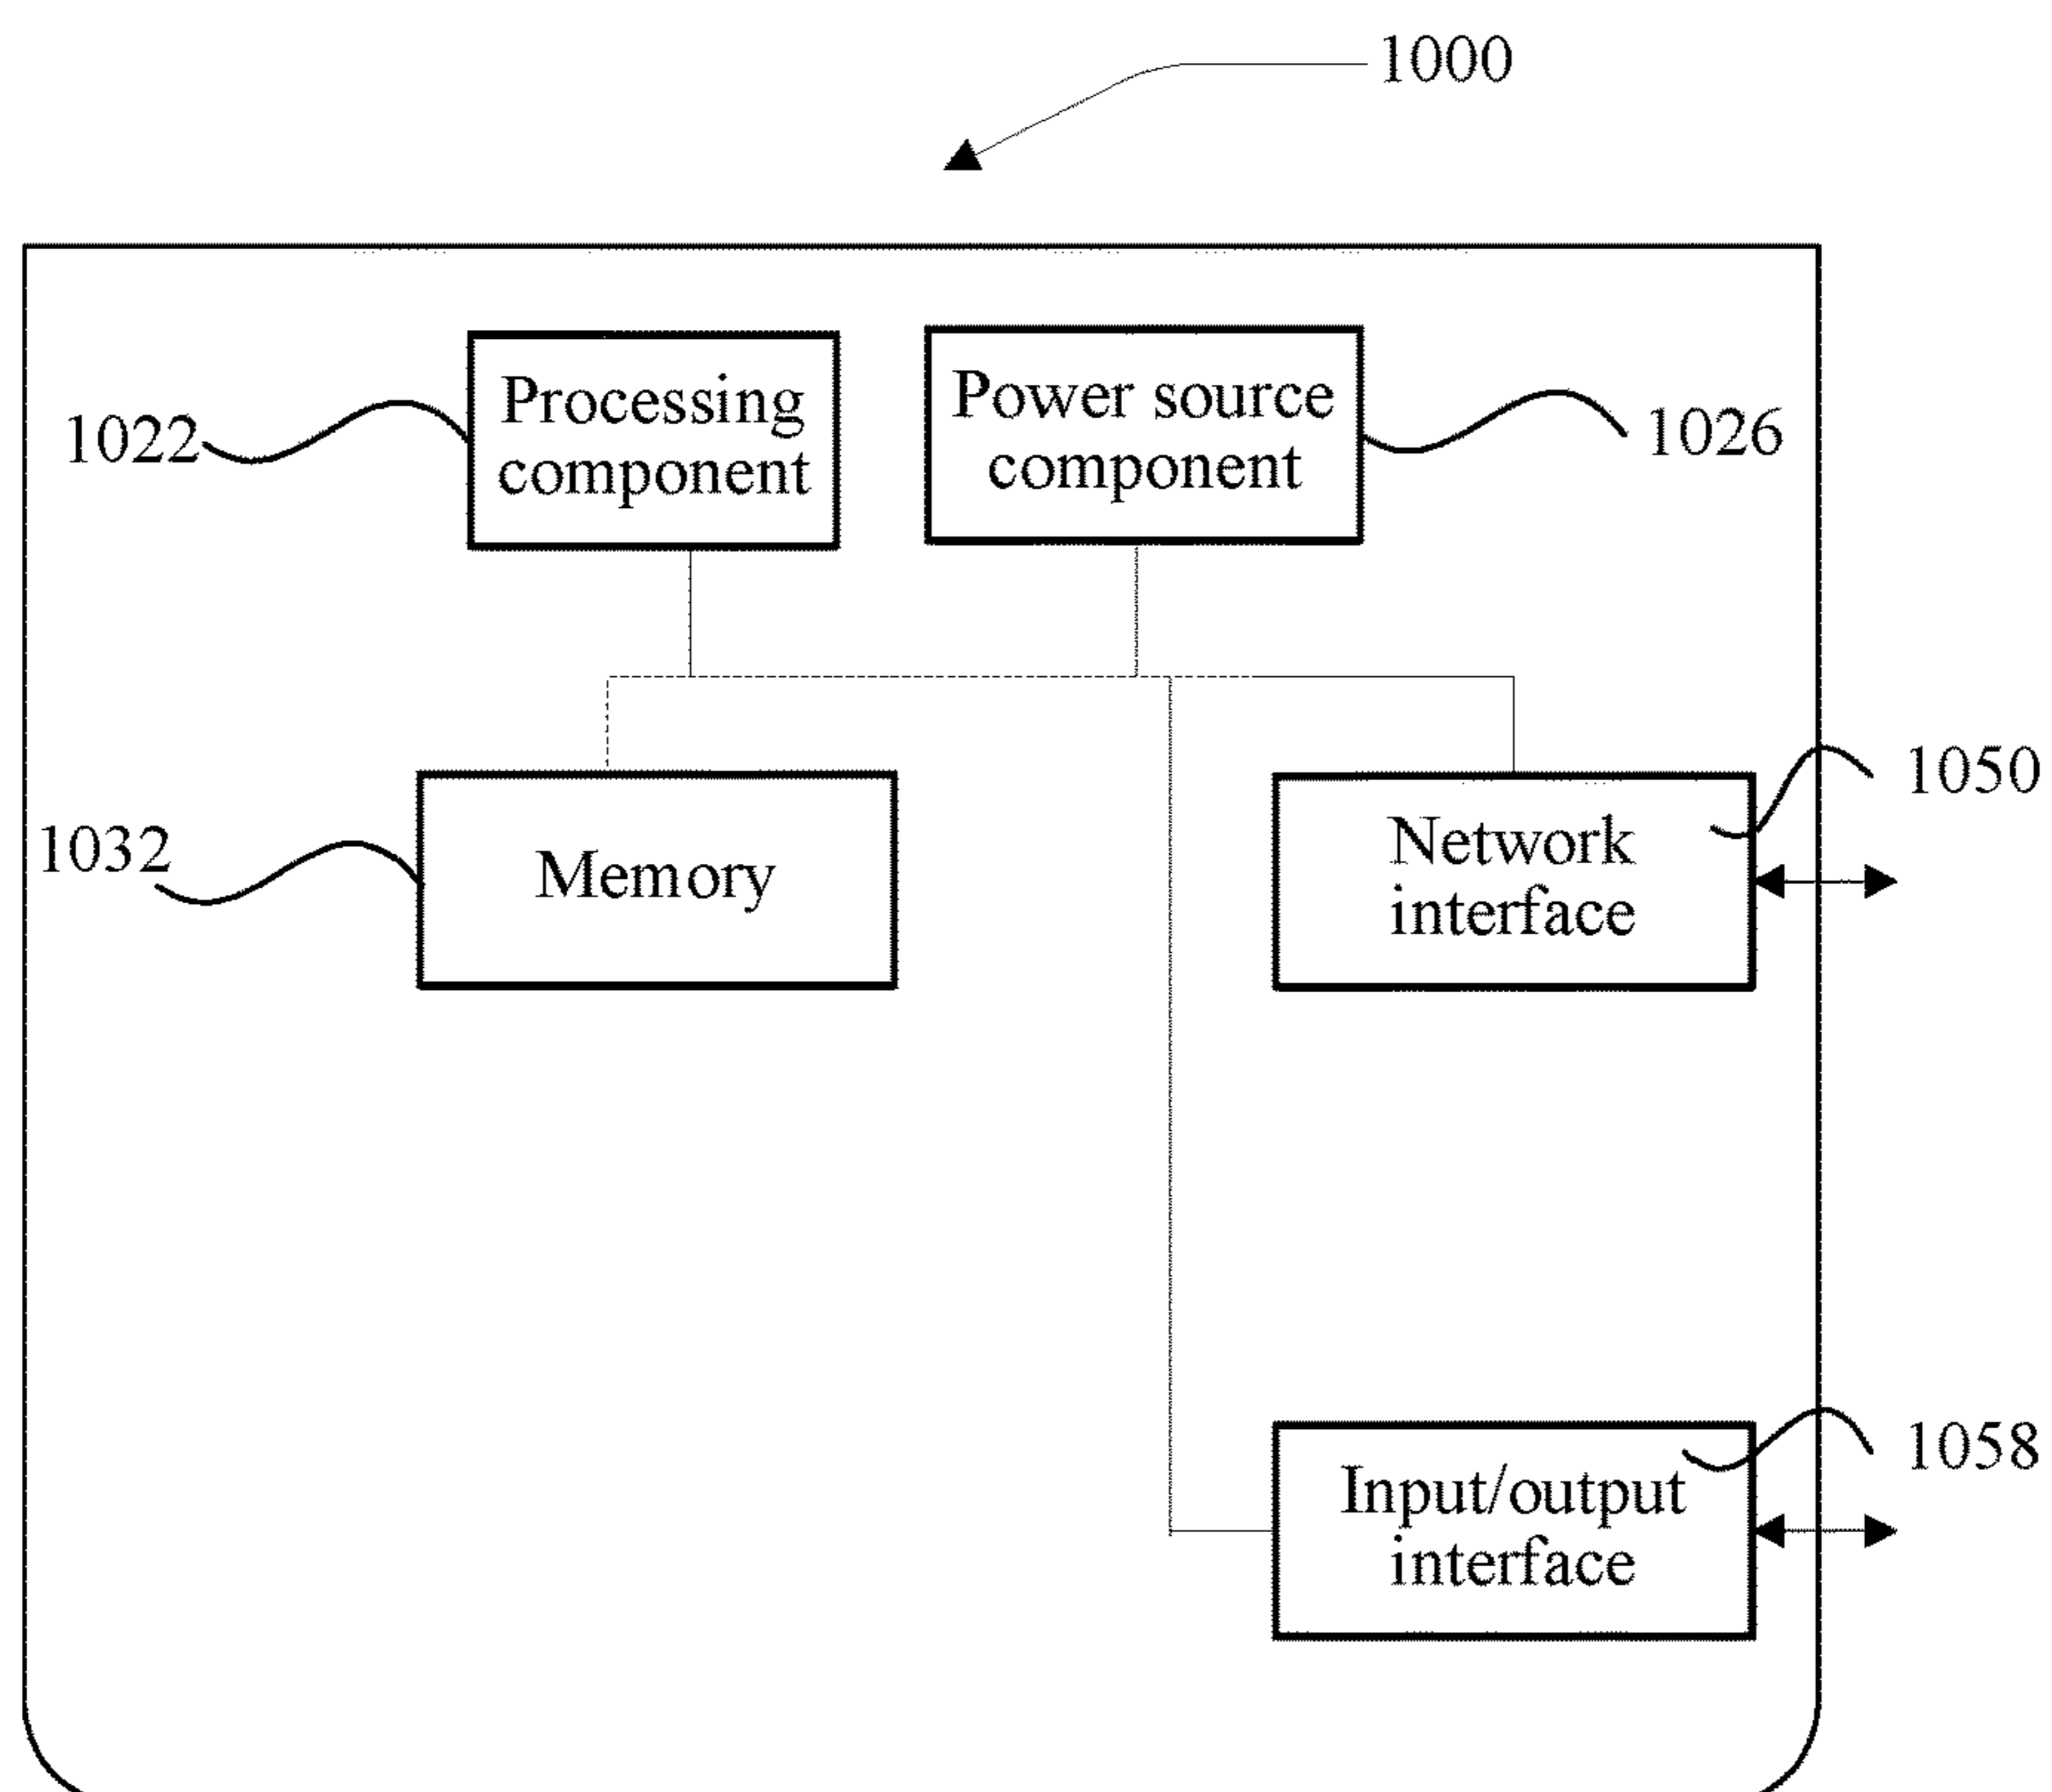 1000
Processing
component
Power source
component
1022
1026
1032
Memory
Network
interface
1050
Input/output
interface
1058